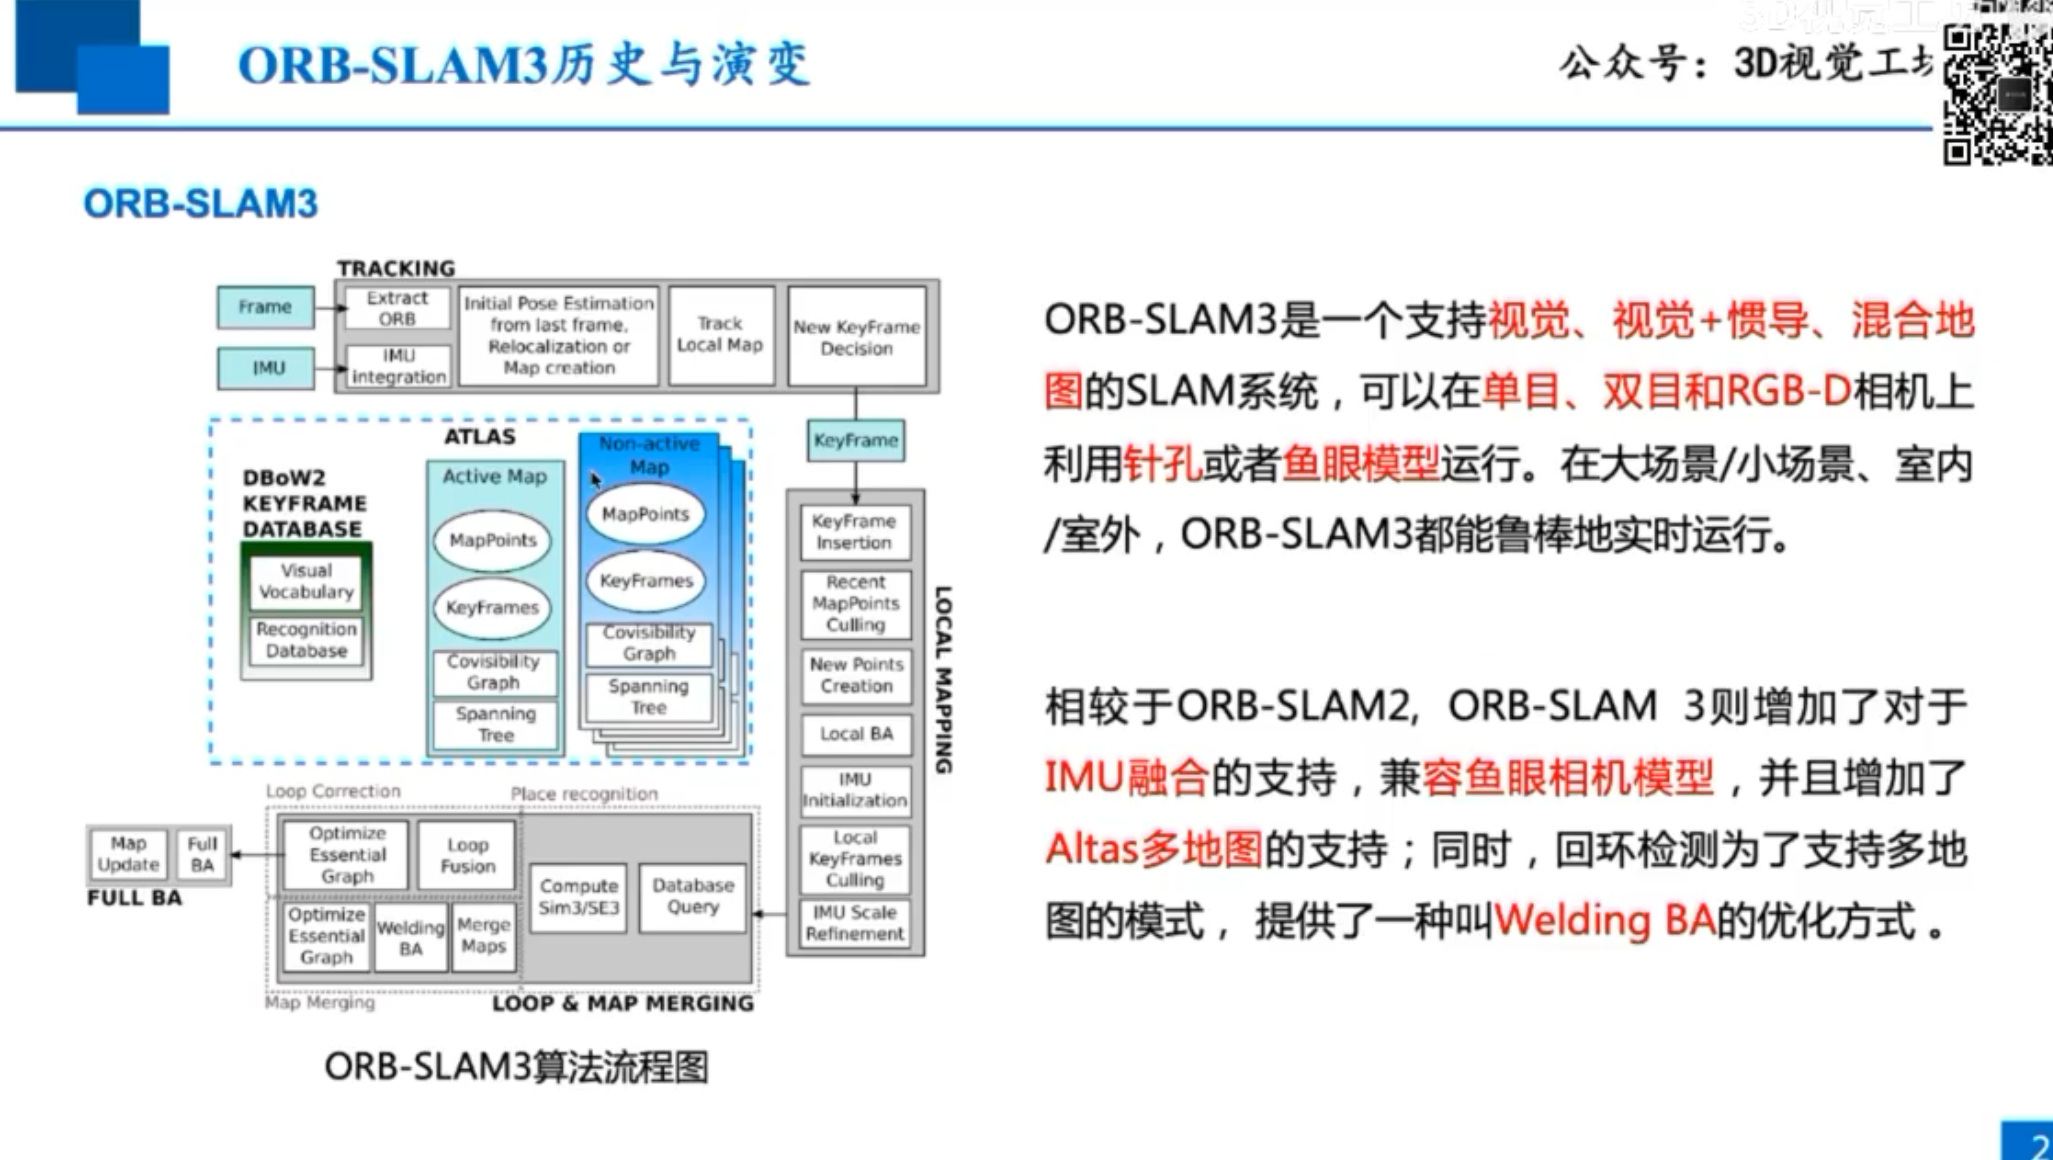 ORB-SLAM3历史与演变
公众号：3D视觉工
ORB-SLAM3
TRACKING
Frame
IMU
Extract
ORB
IMU
integration
Initial Pose Estimation
from last frame,
Relocalization or
Map creation
Track
Local Map
New KeyFrame
Decision
KeyFrame
ATLAS
DBoW2
KEYFRAME
DATABASE
Visual
Vocabulary
Recognition
Database
Active Map
MapPoints
KeyFrames
Covisibility
Graph
Spanning
Tree
Non-active
Map
MapPoints
KeyFrames
Covisibility
Graph
Spanning
Tree
LOCAL MAPPING
KeyFrame
Insertion
Recent
MapPoints
Culling
New Points
Creation
Local BA
IMU
Initialization
Local
KeyFrames
Culling
IMU Scale
Refinement
Loop Correction
Place recognition
Optimize
Essential
Graph
Loop
Fusion
Compute
Sim3/SE3
Database
Query
Map
Update
Full
BA
FULL BA
Optimize
Essential
Graph
Welding
BA
Merge
Maps
Map Merging
LOOP & MAP MERGING
ORB-SLAM3算法流程图
ORB-SLAM3是一个支持视觉、视觉+惯导、混合地
图的SLAM系统，可以在单目、双目和RGB-D相机上
利用针孔或者鱼眼模型运行。在大场景/小场景、室内
/室外，ORB-SLAM3都能鲁棒地实时运行。
相较于ORB-SLAM2, ORB-SLAM 3则增加了对于
IMU融合的支持，兼容鱼眼相机模型，并且增加了
Altas多地图的支持；同时，回环检测为了支持多地
图的模式，提供了一种叫Welding BA的优化方式。
2